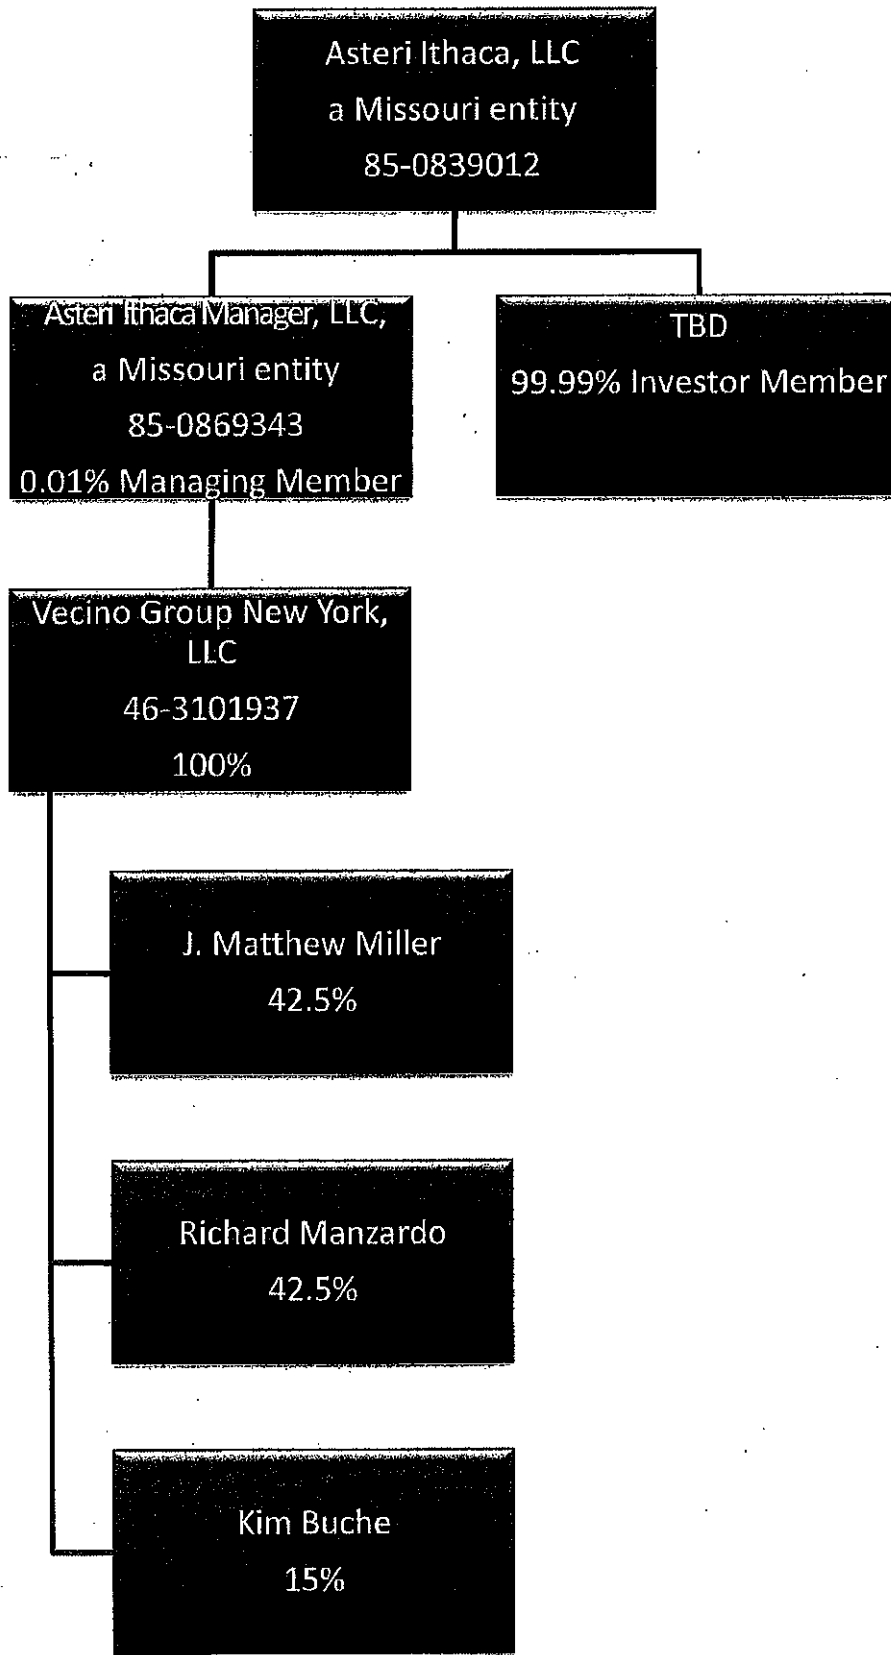 Asteri Ithaca, LLC
a Missouri entity
85-0839012
Asteri Ithaca Manager, LLC,
a Missouri entity
85-0869343
0.01% Managing Member
TBD
99.99% Investor Member
Vecino Group New York,
LLC
46-3101937
100%
J. Matthew Miller
42.5%
Richard Manzardo
42.5%
Kim Buche
15%